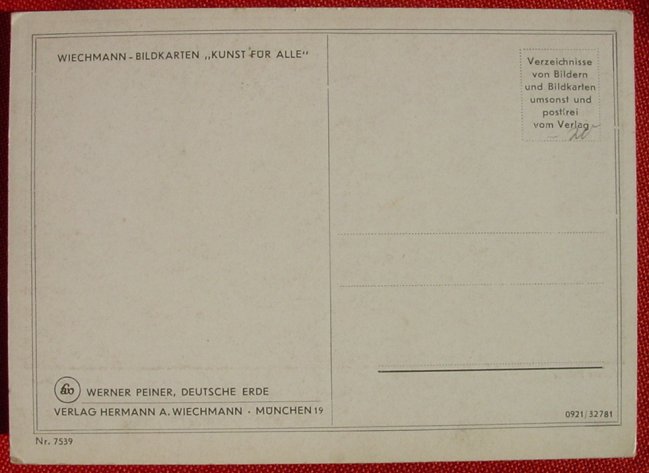 WIECHMANN-BILDKARTEN „KUNST FÜR ALLE"
Verzeichnisse
von Bildern
und Bildkarten
umsonst und
postfrei
vom Verlag
WERNER PEINER, DEUTSCHE ERDE
VERLAG HERMANN A. WIECHMANN · MÜNCHEN 19
0921/32781
Nr. 7539